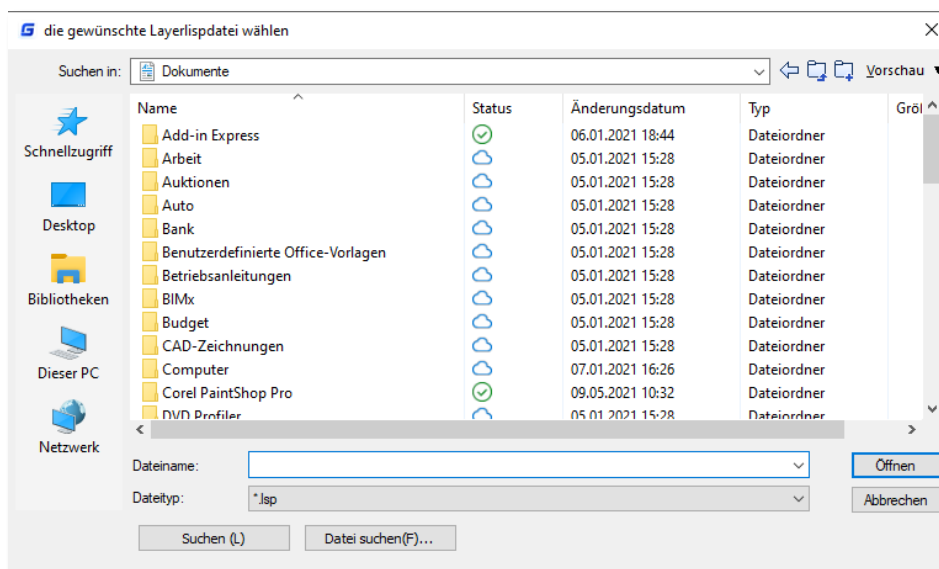 die gewünschte Layerlispdatei wählen
Suchen in: Dokumente Vorschau
Name Status Änderungsdatum Typ Größ
Add-in Express 06.01.2021 18:44 Dateiordner
Arbeit 05.01.2021 15:28 Dateiordner
Auktionen 05.01.2021 15:28 Dateiordner
Auto 05.01.2021 15:28 Dateiordner
Bank 05.01.2021 15:28 Dateiordner
Benutzerdefinierte Office-Vorlagen 05.01.2021 15:28 Dateiordner
Betriebsanleitungen 05.01.2021 15:28 Dateiordner
BIMx 05.01.2021 15:28 Dateiordner
Budget 05.01.2021 15:28 Dateiordner
CAD-Zeichnungen 05.01.2021 15:28 Dateiordner
Computer 07.01.2021 16:26 Dateiordner
Corel PaintShop Pro 09.05.2021 10:32 Dateiordner
DVD Profiler 05.01.2021 15:28 Dateiordner
Schnellzugriff
Desktop
Bibliotheken
Dieser PC
Netzwerk
Dateiname: Öffnen
Dateityp: *.lsp Abbrechen
Suchen (L) Datei suchen(F)...